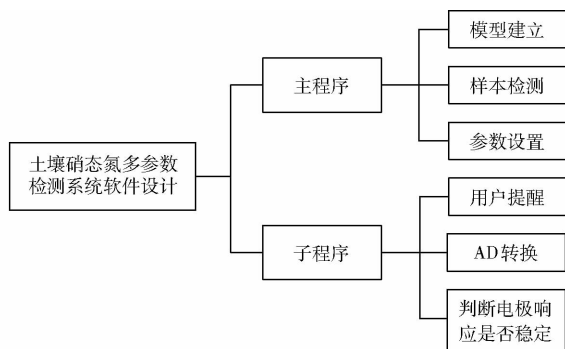 土壤硝态氮多参数
检测系统软件设计
主程序
模型建立
样本检测
参数设置
子程序
用户提醒
AD转换
判断电极响
应是否稳定